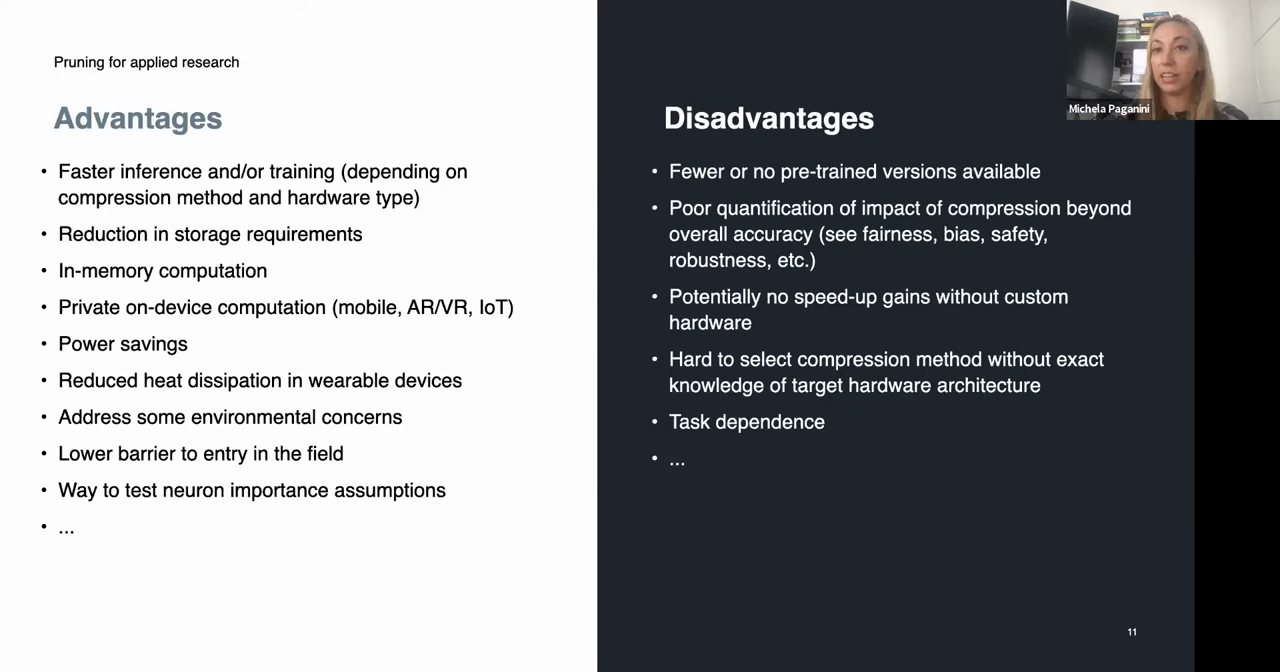 Pruning for applied research
Advantages
• Faster inference and/or training (depending on
compression method and hardware type)
• Reduction in storage requirements
• In-memory computation
• Private on-device computation (mobile, AR/VR, IoT)
• Power savings
• Reduced heat dissipation in wearable devices
• Address some environmental concerns
• Lower barrier to entry in the field
• Way to test neuron importance assumptions
• ...
Disadvantages
• Fewer or no pre-trained versions available
• Poor quantification of impact of compression beyond
overall accuracy (see fairness, bias, safety,
robustness, etc.)
• Potentially no speed-up gains without custom
hardware
• Hard to select compression method without exact
knowledge of target hardware architecture
• Task dependence
• ...
11
Michela Paganini